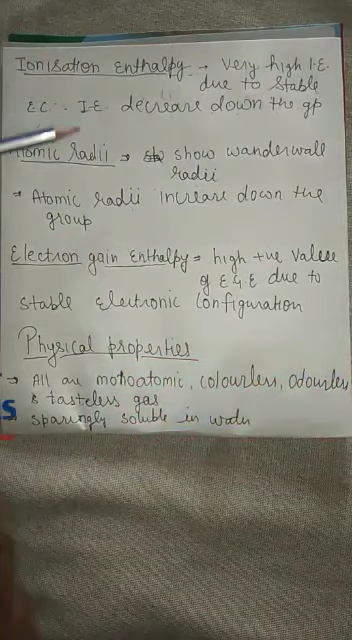 Ionisation Enthalpy → Very high I.E.
due to stable
E.C. ∴ I.E. decrease down the gp
Atomic radii → show wanderwall
radii
→ Atomic radii increase down the
group
Electron gain enthalpy = high +ve value
of E.G.E due to
stable electronic configuration
Physical properties
→ All are monoatomic, colourless, odourless
& tasteless gas
→ sparingly soluble in water
S